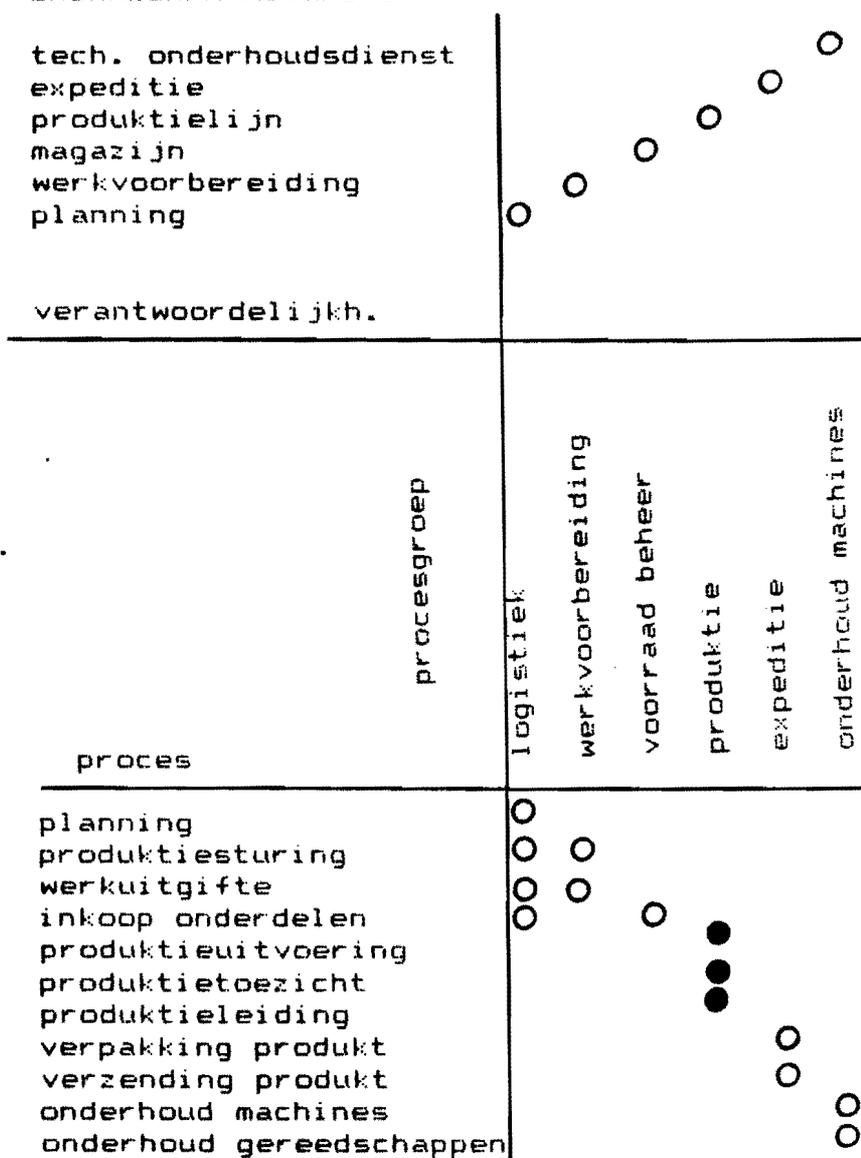 tech. onderhoudsdienst
expeditie
produktielijn
magazijn
werkvoorbereiding
planning
verantwoordelijkh.
procesgroep
logistiek
werkvoorbereiding
voorraad beheer
produktie
expeditie
onderhoud machines
proces
planning
produktiesturing
werkuitgifte
inkoop onderdelen
produktieuitvoering
produktietoezicht
produktieleiding
verpakking produkt
verzending produkt
onderhoud machines
onderhoud gereedschappen